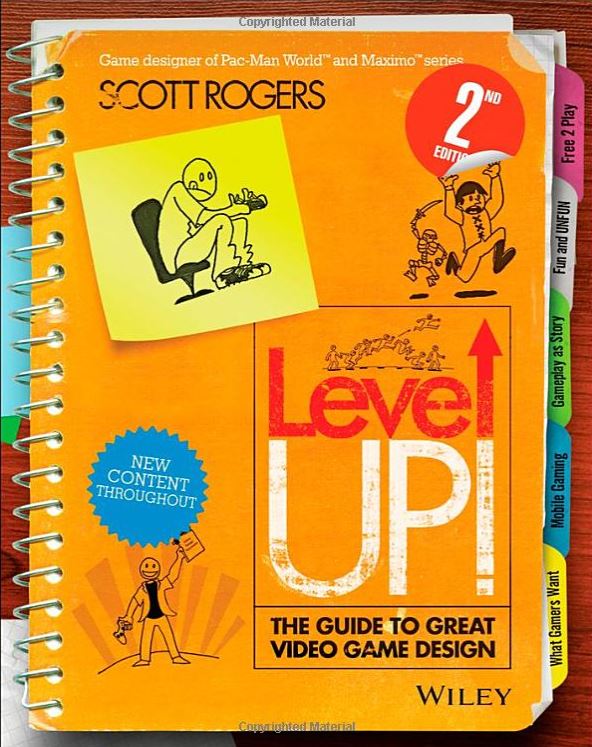 Copyrighted Material
Game designer of Pac-Man World™ and Maximo™ series
SCOTT ROGERS
2ND
EDITI
Free 2 Play
Fun and UNFUN
Gameplay as Story
Mobile Gaming
What Gamers Want
Level
UP!
NEW
CONTENT
THROUGHOUT
THE GUIDE TO GREAT
VIDEO GAME DESIGN
WILEY
Copyrighted Material